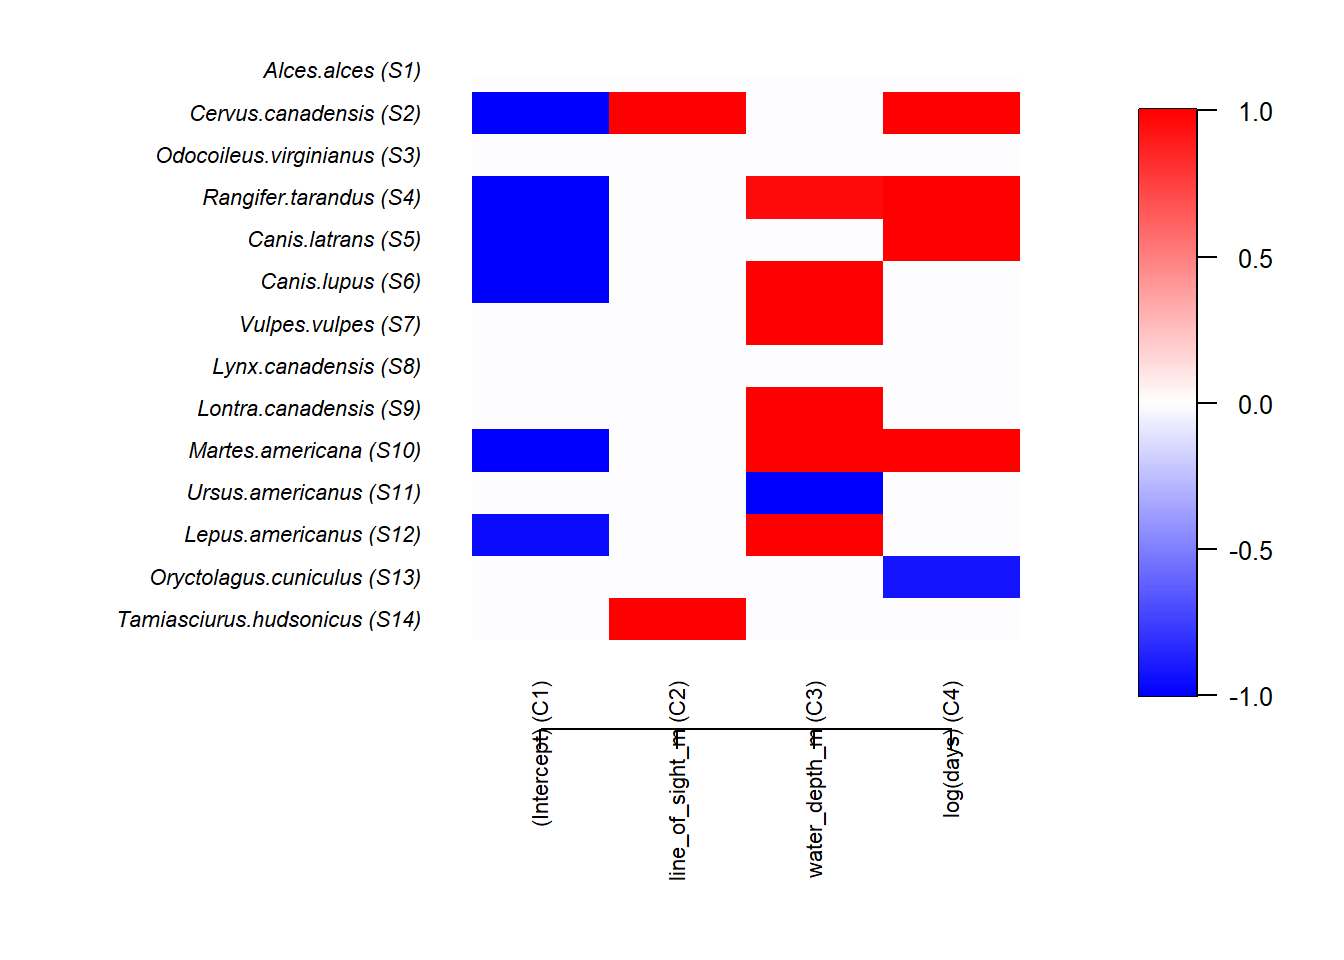 Alces.alces (S1)
Cervus.canadensis (S2)
Odocoileus.virginianus (S3)
Rangifer.tarandus (S4)
Canis.latrans (S5)
Canis.lupus (S6)
Vulpes.vulpes (S7)
Lynx.canadensis (S8)
Lontra.canadensis (S9)
Martes.americana (S10)
Ursus.americanus (S11)
Lepus.americanus (S12)
Oryctolagus.cuniculus (S13)
Tamiasciurus.hudsonicus (S14)
(Intercept) (C1)
line_of_sight_m (C2)
water_depth_m (C3)
log(days) (C4)
1.0
0.5
0.0
-0.5
-1.0